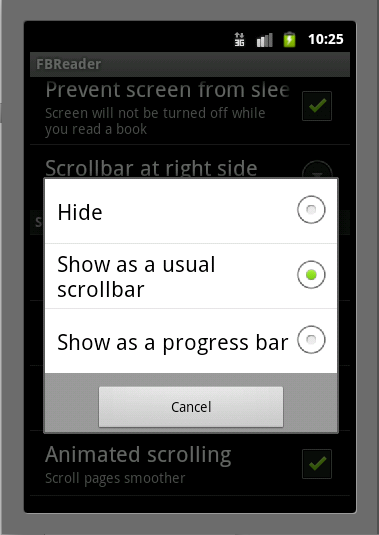 3G 10:25
FBReader
Prevent screen from slee
Screen will not be turned off while
you read a book
Scrollbar at right side
S
Hide
Show as a usual
scrollbar
Show as a progress bar
Cancel
Animated scrolling
Scroll pages smoother